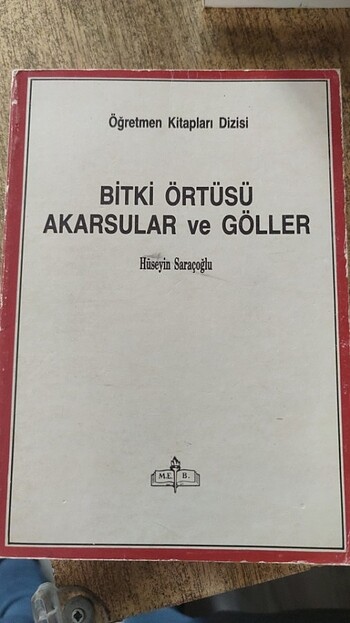 Öğretmen Kitapları Dizisi
BİTKİ ÖRTÜSÜ
AKARSULAR ve GÖLLER
Hüseyin Saraçoğlu
M.E. B.